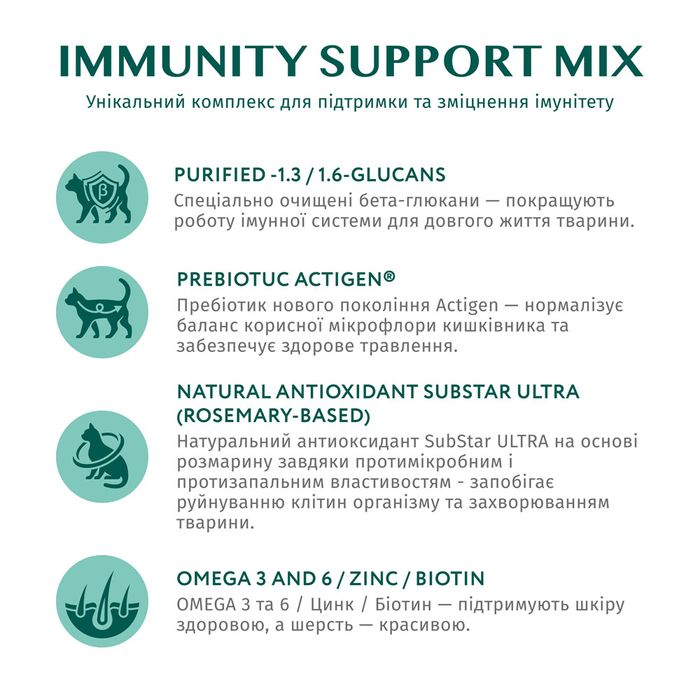 IMMUNITY SUPPORT MIX
Унікальний комплекс для підтримки та зміцнення імунітету
β
PURIFIED -1.3 / 1.6-GLUCANS
Спеціально очищені бета-глюкани — покращують
роботу імунної системи для довгого життя тварини.
PREBIOTUC ACTIGEN®
Пребіотик нового покоління Actigen — нормалізує
баланс корисної мікрофлори кишківника та
забезпечує здорове травлення.
NATURAL ANTIOXIDANT SUBSTAR ULTRA
(ROSEMARY-BASED)
Натуральний антиоксидант SubStar ULTRA на основі
розмарину завдяки протимікробним і
протизапальним властивостям - запобігає
руйнуванню клітин організму та захворюванням
тварини.
OMEGA 3 AND 6 / ZINC / BIOTIN
OMEGA 3 та 6 / Цинк / Біотин — підтримують шкіру
здоровою, а шерсть — красивою.